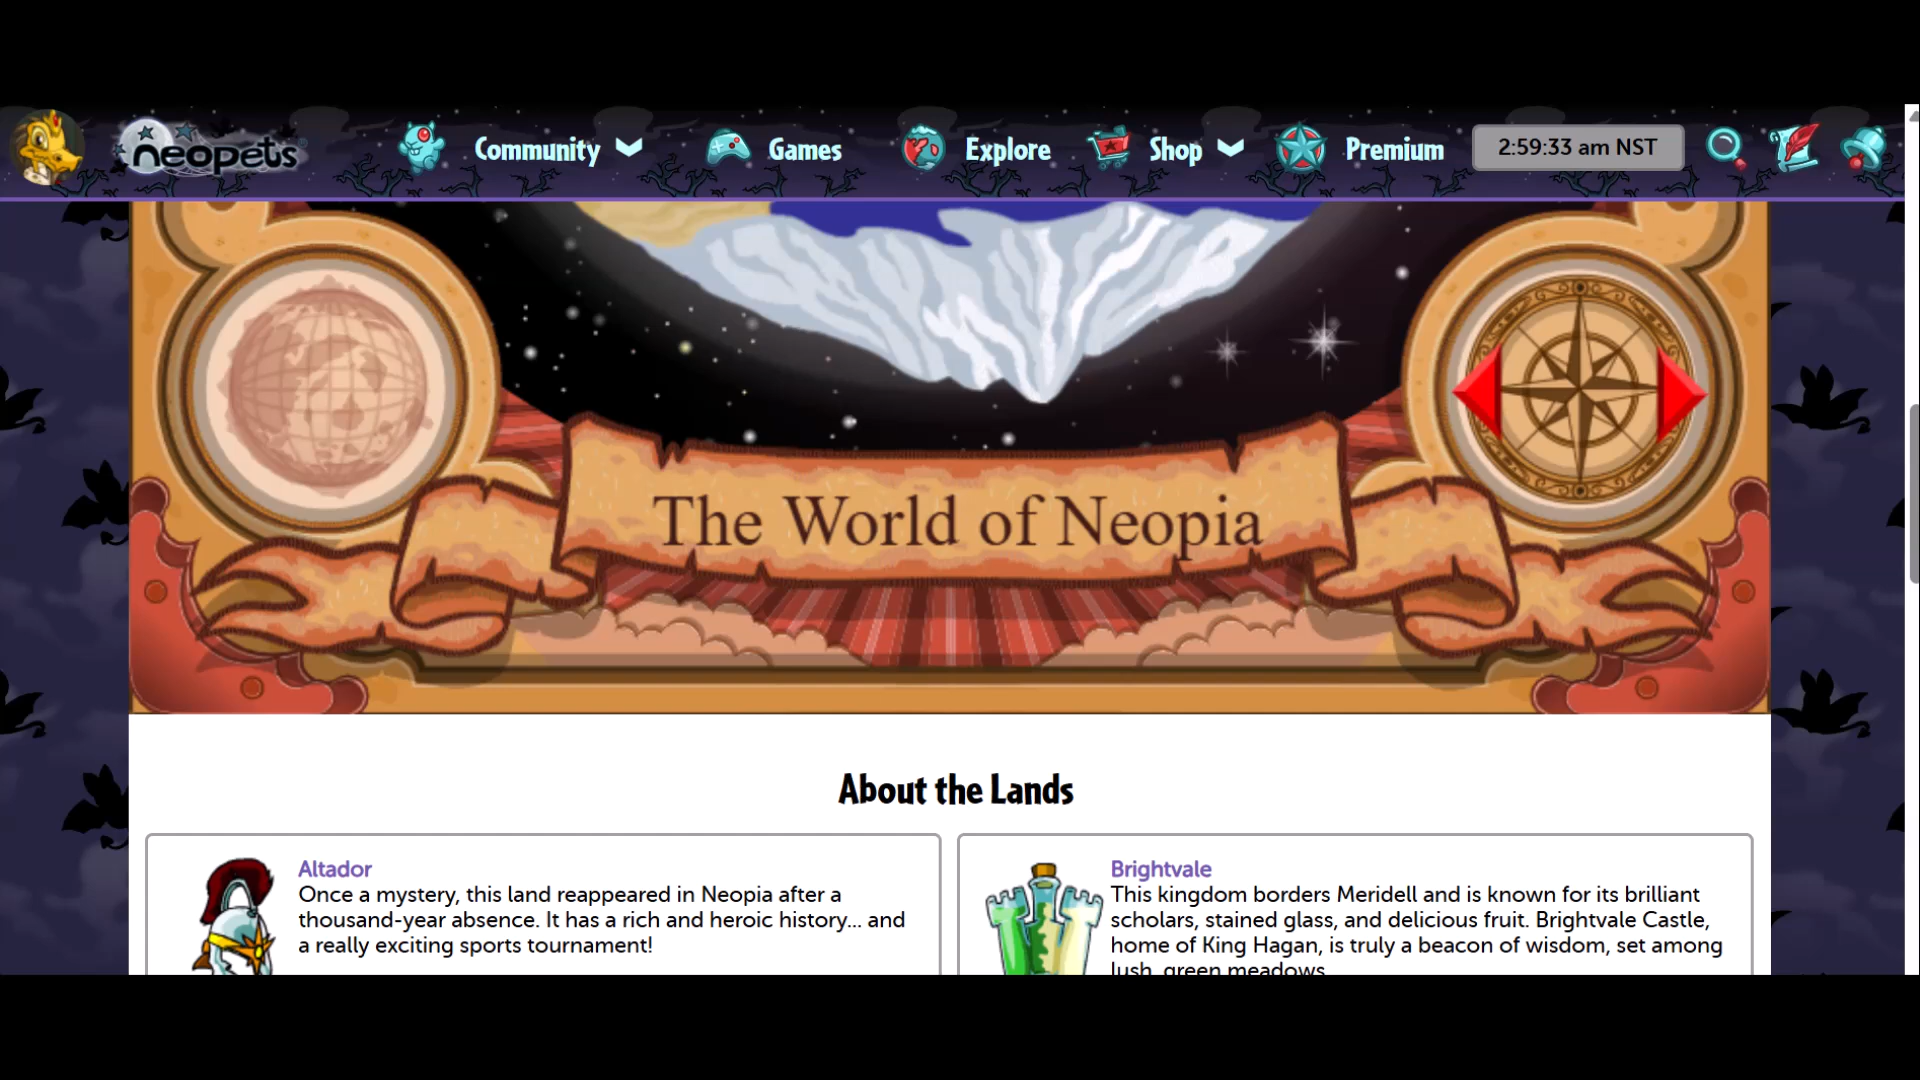 neopets
Community
Games
Explore
Shop
Premium
2:59:33 am NST
The World of Neopia
About the Lands
Altador
Once a mystery, this land reappeared in Neopia after a
thousand-year absence. It has a rich and heroic history... and
a really exciting sports tournament!
Brightvale
This kingdom borders Meridell and is known for its brilliant
scholars, stained glass, and delicious fruit. Brightvale Castle,
home of King Hagan, is truly a beacon of wisdom, set among
lush, green meadows